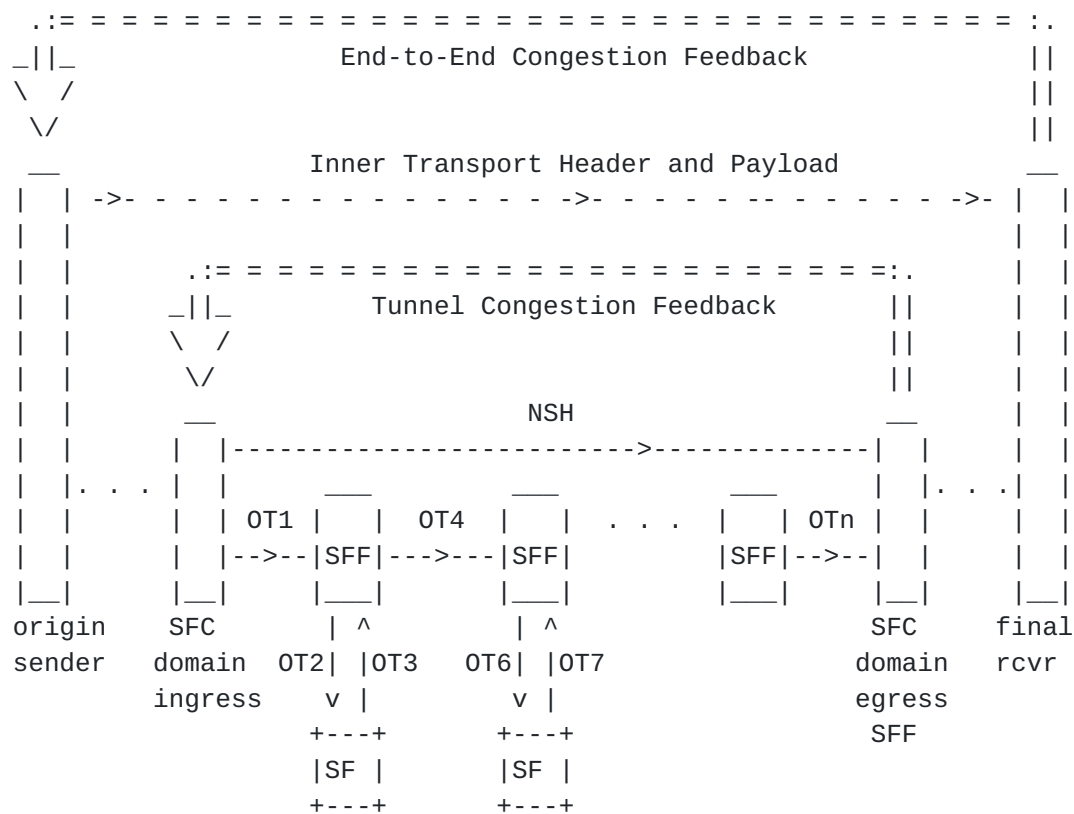 End-to-End Congestion Feedback
Inner Transport Header and Payload
Tunnel Congestion Feedback
NSH
OT1 OT4 . . . OTn
SFF SFF SFF
origin SFC SFC final
sender domain OT2 OT3 OT6 OT7 domain rcvr
ingress v v egress
SFF
SF SF